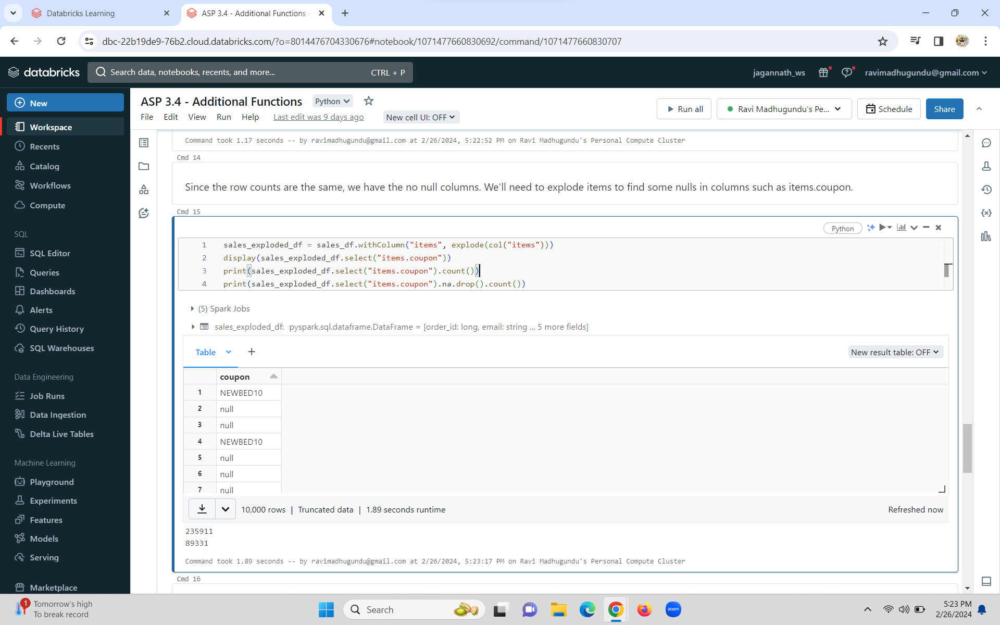 Databricks Learning
ASP 3.4 - Additional Functions -
dbc-22b19de9-76b2.cloud.databricks.com/?o=8014476704330676#notebook/1071477660830692/command/1071477660830707
databricks
Search data, notebooks, recents, and more...
CTRL + P
jagannath_ws
ravimadhugundu@gmail.com
New
Workspace
Recents
Catalog
Workflows
Compute
SQL
SQL Editor
Queries
Dashboards
Alerts
Query History
SQL Warehouses
Data Engineering
Job Runs
Data Ingestion
Delta Live Tables
Machine Learning
Playground
Experiments
Features
Models
Serving
Marketplace
ASP 3.4 - Additional Functions
Python
File Edit View Run Help
Last edit was 9 days ago
New cell UI: OFF
Run all
Ravi Madhugundu's Pe...
Schedule
Share
Command took 1.17 seconds -- by ravimadhugundu@gmail.com at 2/26/2024, 5:22:52 PM on Ravi Madhugundu's Personal Compute Cluster
Cmd 14
Since the row counts are the same, we have the no null columns. We'll need to explode items to find some nulls in columns such as items.coupon.
Cmd 15
Python
1 sales_exploded_df = sales_df.withColumn("items", explode(col("items")))
2 display(sales_exploded_df.select("items.coupon"))
3 print(sales_exploded_df.select("items.coupon").count())
4 print(sales_exploded_df.select("items.coupon").na.drop().count())
(5) Spark Jobs
sales_exploded_df: pyspark.sql.dataframe.DataFrame = [order_id: long, email: string ... 5 more fields]
Table
+
New result table: OFF
coupon
1 NEWBED10
2 null
3 null
4 NEWBED10
5 null
6 null
7 null
10,000 rows | Truncated data | 1.89 seconds runtime
Refreshed now
235911
89331
Command took 1.89 seconds -- by ravimadhugundu@gmail.com at 2/26/2024, 5:23:17 PM on Ravi Madhugundu's Personal Compute Cluster
Cmd 16
1
Tomorrow's high
To break record
Search
zoom
5:23 PM
2/26/2024